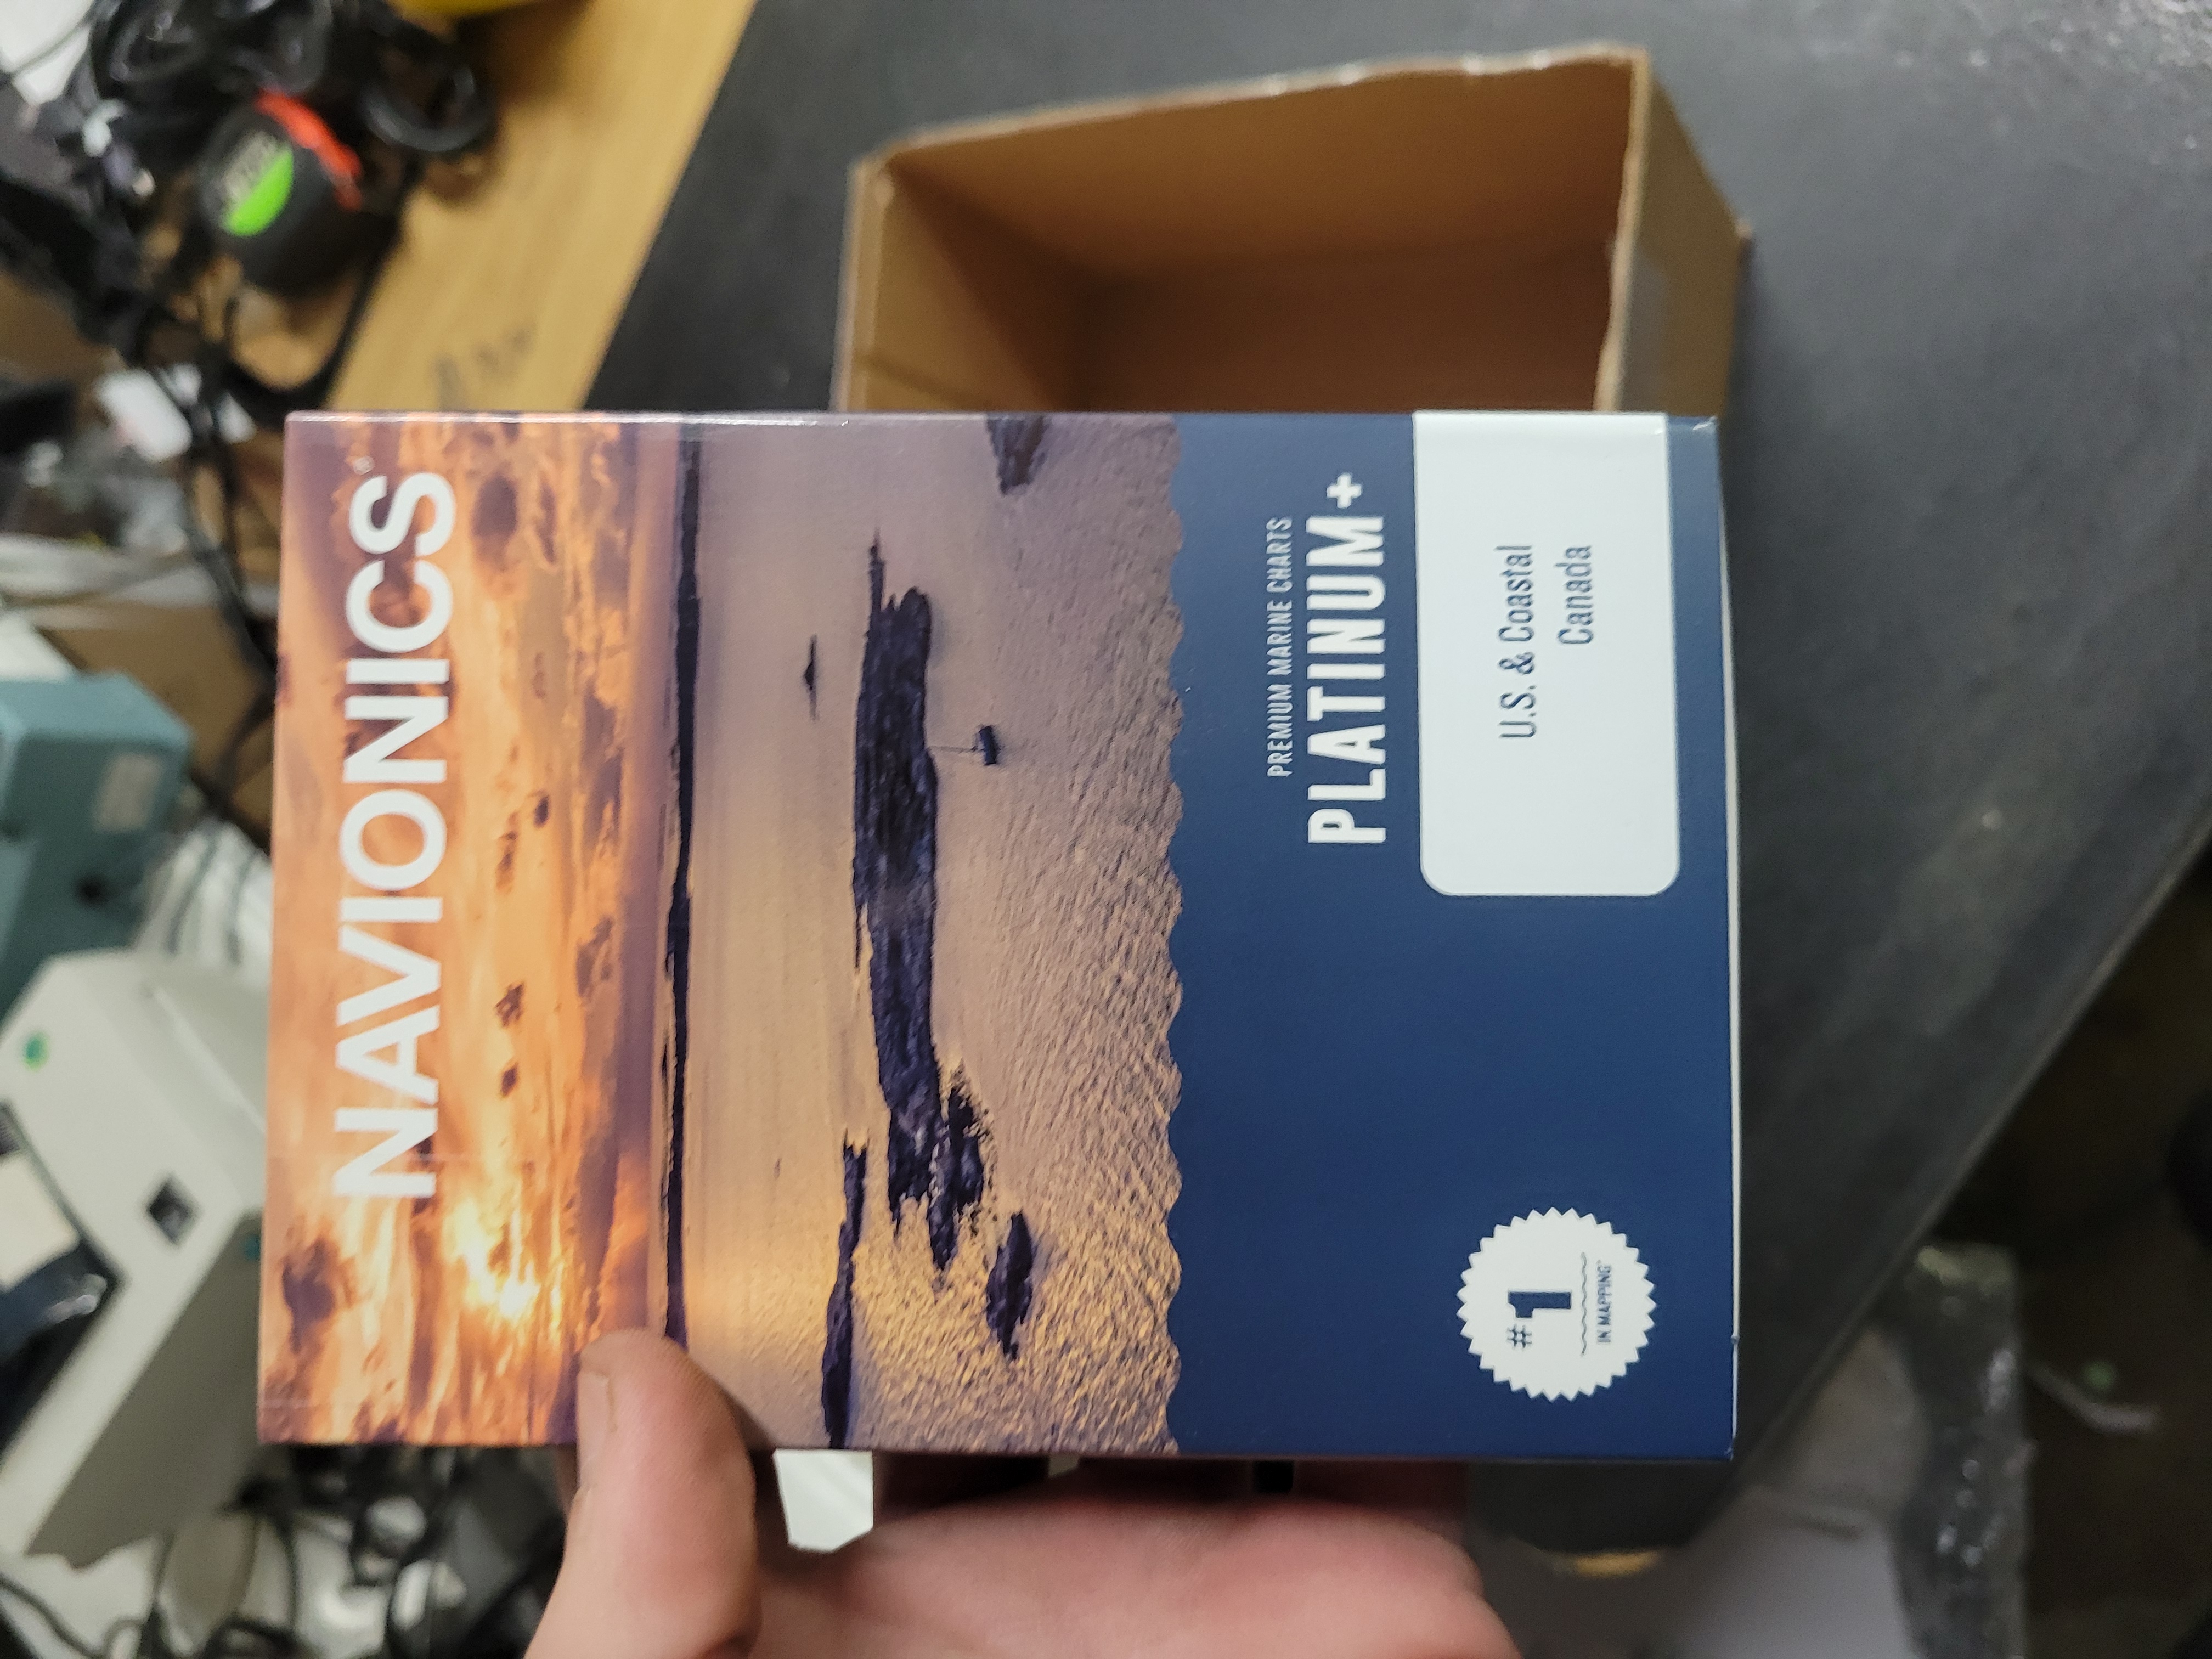 NAVIONICS
PREMIUM MARINE CHARTS
PLATINUM+
U.S. & Coastal
Canada
#1
IN MAPPING